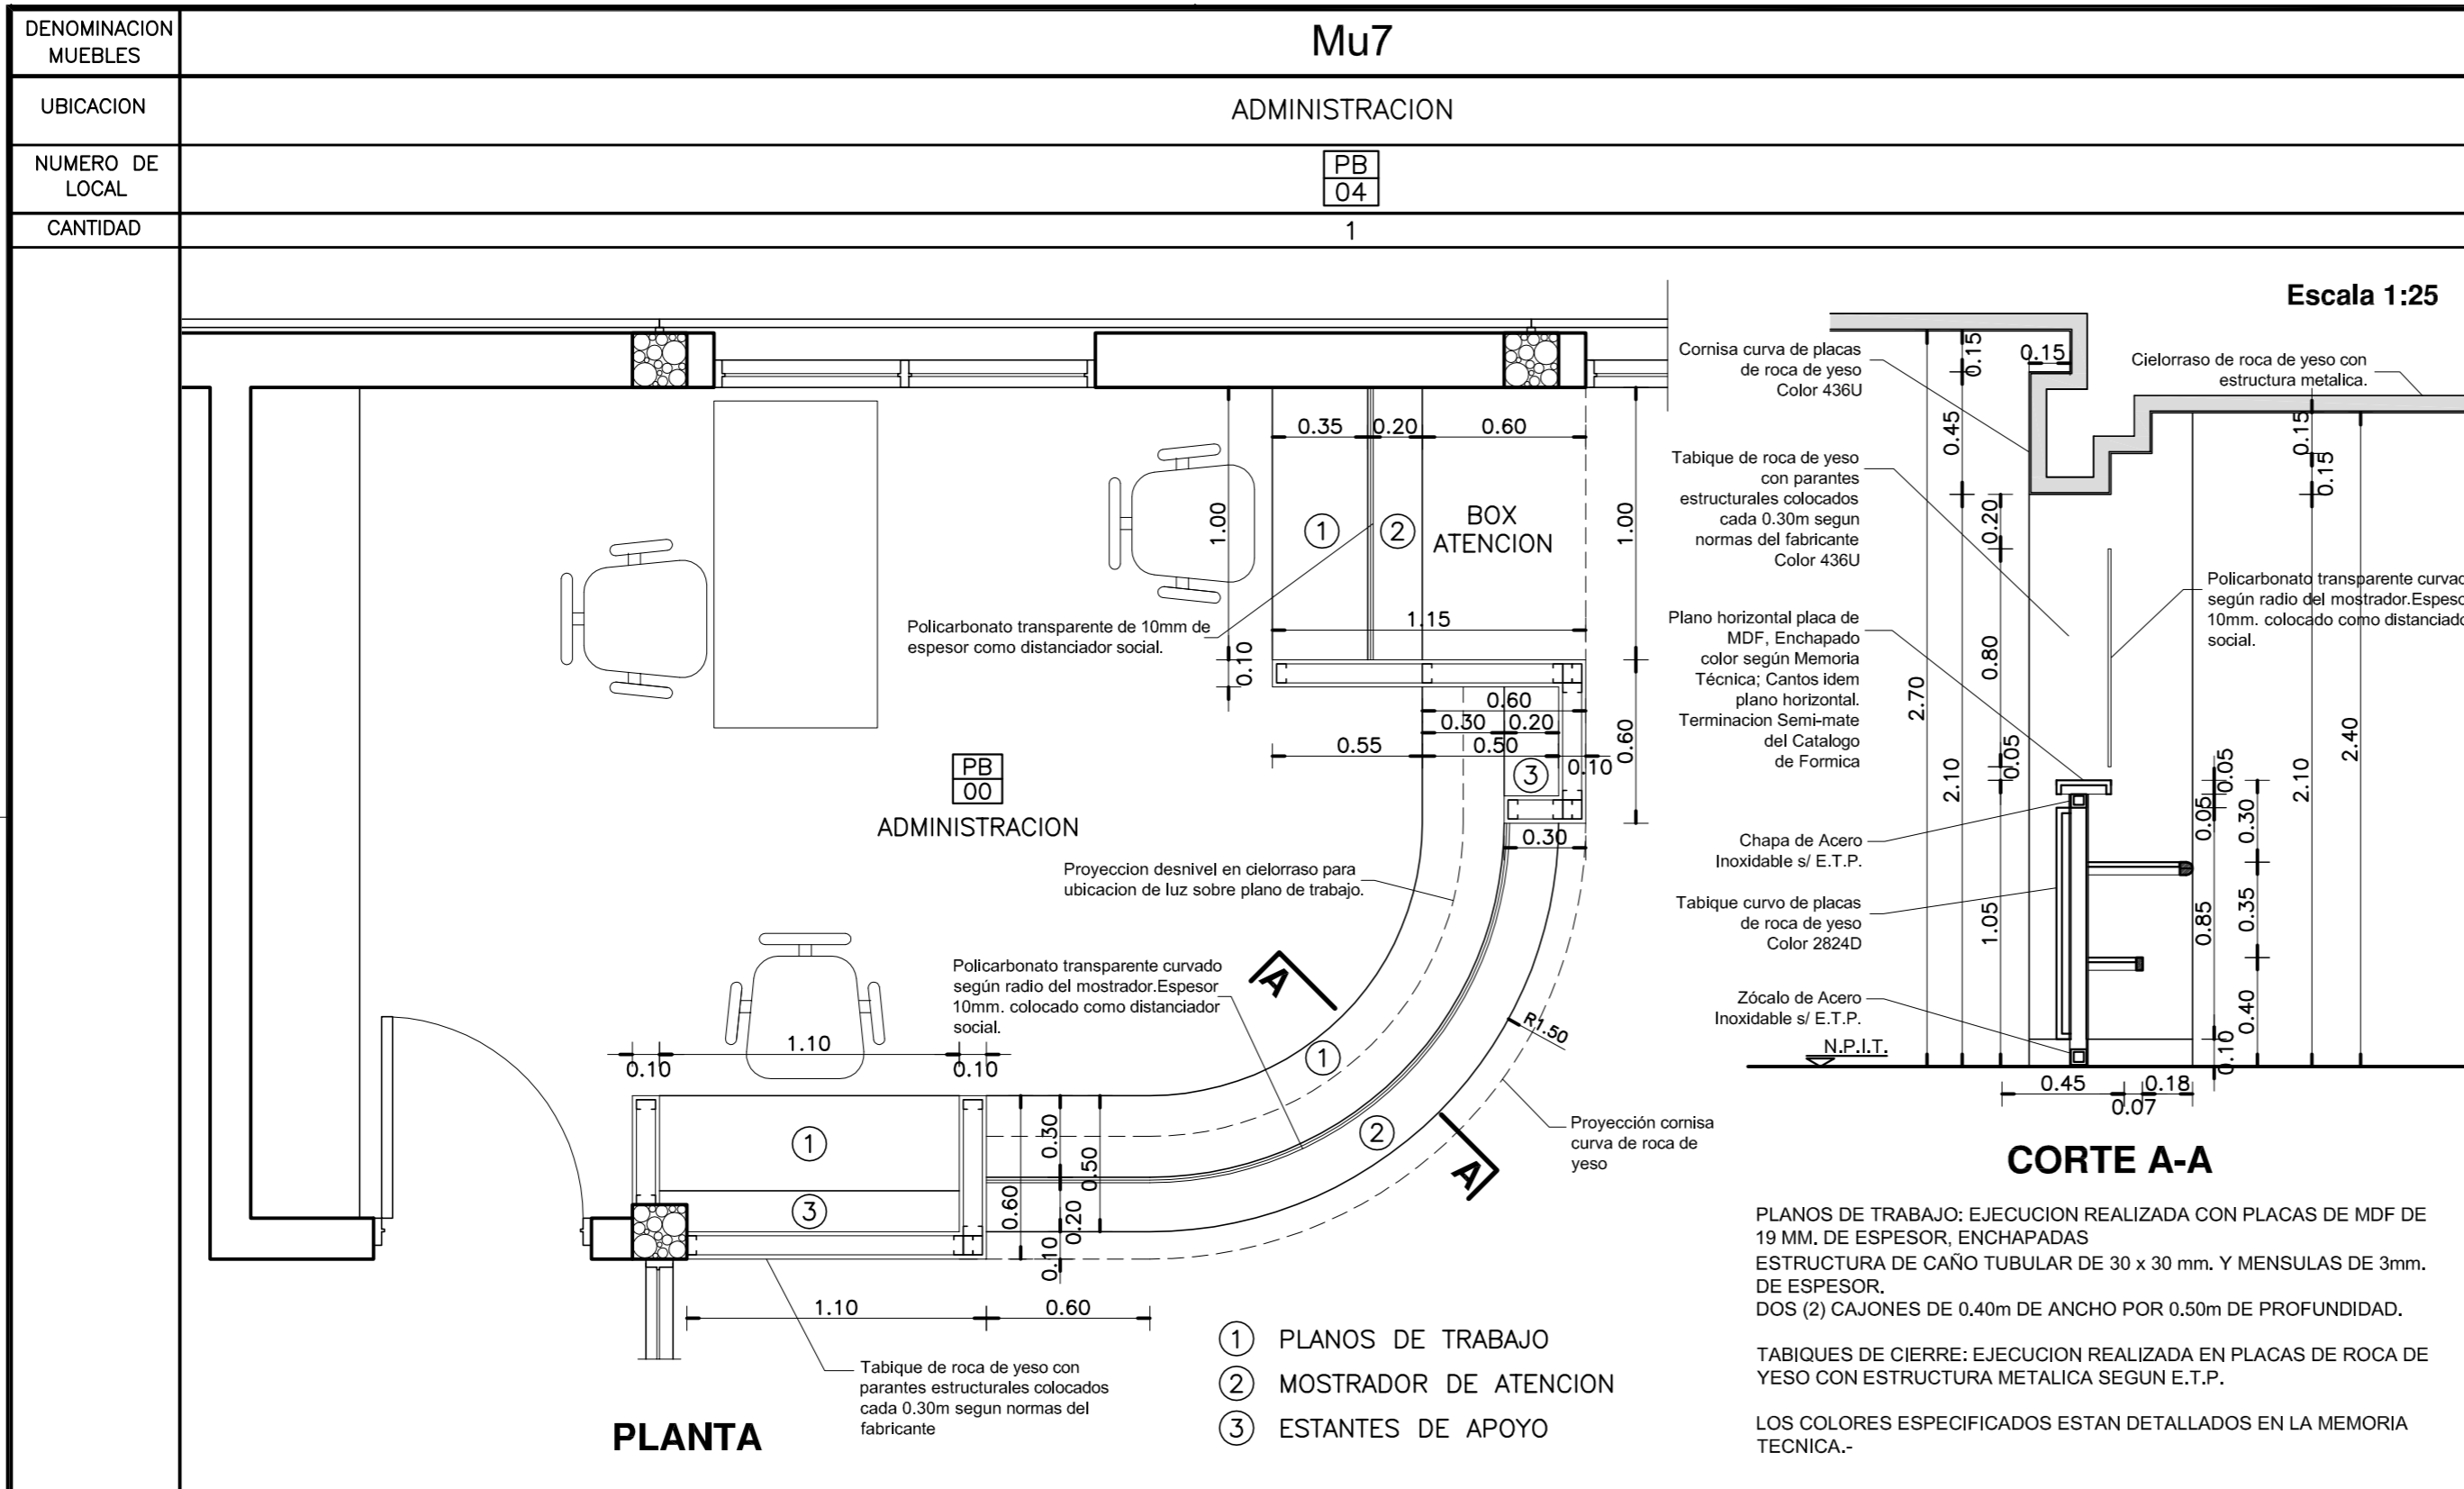 DENOMINACION
MUEBLES
Mu7
UBICACION
ADMINISTRACION
NUMERO DE
LOCAL
PB
04
CANTIDAD
1
Escala 1:25
0.35
0.20
0.60
1.00
1
2
BOX
ATENCION
1.00
1.15
0.10
Policarbonato transparente de 10mm de
espesor como distanciador social.
0.60
0.30
0.20
0.55
0.50
0.10
0.60
3
0.30
PB
00
ADMINISTRACION
Proyeccion desnivel en cielorraso para
ubicacion de luz sobre plano de trabajo.
Policarbonato transparente curvado
según radio del mostrador.Espesor
10mm. colocado como distanciador
social.
A
R1.50
1
2
A
Proyección cornisa
curva de roca de
yeso
1.10
0.10
0.10
1
3
0.30
0.50
0.60
0.20
0.10
1.10
0.60
Tabique de roca de yeso con
parantes estructurales colocados
cada 0.30m segun normas del
fabricante
PLANTA
1 PLANOS DE TRABAJO
2 MOSTRADOR DE ATENCION
3 ESTANTES DE APOYO
Cornisa curva de placas
de roca de yeso
Color 436U
Tabique de roca de yeso
con parantes
estructurales colocados
cada 0.30m segun
normas del fabricante
Color 436U
Plano horizontal placa de
MDF, Enchapado
color según Memoria
Técnica; Cantos idem
plano horizontal.
Terminacion Semi-mate
del Catalogo
de Formica
Chapa de Acero
Inoxidable s/ E.T.P.
Tabique curvo de placas
de roca de yeso
Color 2824D
Zócalo de Acero
Inoxidable s/ E.T.P.
N.P.I.T.
Cielorraso de roca de yeso con
estructura metalica.
Policarbonato transparente curvad
según radio del mostrador.Espeso
10mm. colocado como distanciado
social.
0.15
0.15
0.45
0.20
0.80
0.05
2.70
2.10
1.05
0.15
0.15
2.10
2.40
0.05
0.05
0.30
0.85
0.35
0.40
0.10
0.45
0.18
0.07
CORTE A-A
PLANOS DE TRABAJO: EJECUCION REALIZADA CON PLACAS DE MDF DE
19 MM. DE ESPESOR, ENCHAPADAS
ESTRUCTURA DE CAÑO TUBULAR DE 30 x 30 mm. Y MENSULAS DE 3mm.
DE ESPESOR.
DOS (2) CAJONES DE 0.40m DE ANCHO POR 0.50m DE PROFUNDIDAD.
TABIQUES DE CIERRE: EJECUCION REALIZADA EN PLACAS DE ROCA DE
YESO CON ESTRUCTURA METALICA SEGUN E.T.P.
LOS COLORES ESPECIFICADOS ESTAN DETALLADOS EN LA MEMORIA
TECNICA.-